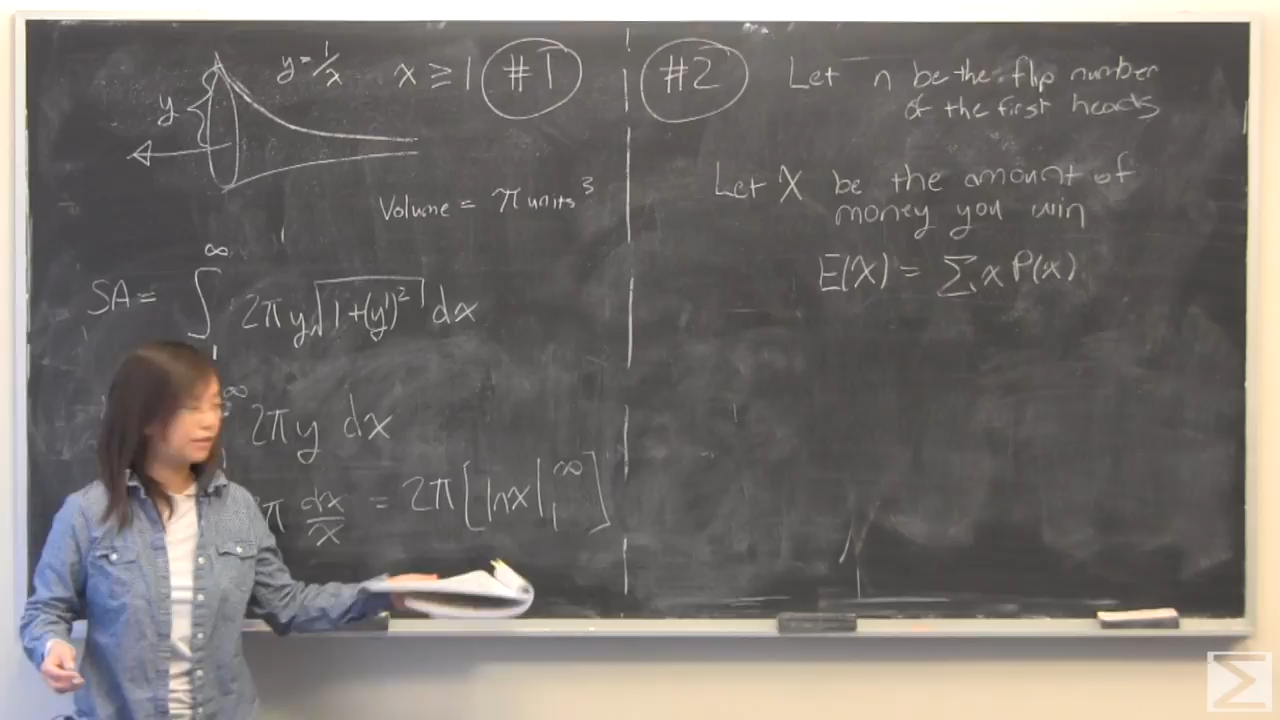 y = 1/x x ≥ 1 #1
y
Volume = π units³
SA = ∫₁^∞ 2πy√(1+(y')²) dx
∞ 2πy dx
π dx/x = 2π[ln x|₁^∞]
#2 Let n be the flip number
of the first heads
Let X be the amount of
money you win
E(X) = Σ x P(x)
Σ